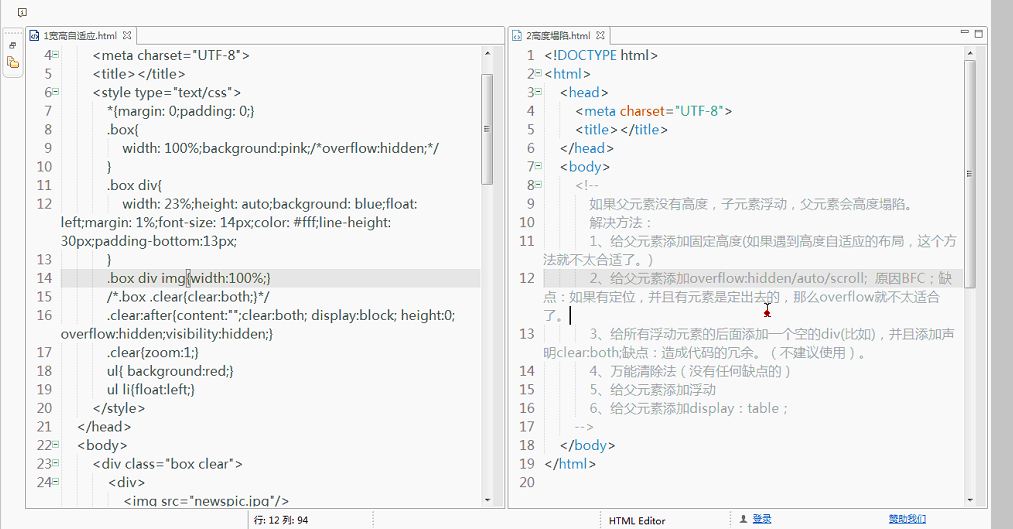 1宽高自适应.html
4 <meta charset="UTF-8">
5 <title></title>
6 <style type="text/css">
7 *{margin: 0;padding: 0;}
8 .box{
9 width: 100%;background:pink;/*overflow:hidden;*/
10 }
11 .box div{
12 width: 23%;height: auto;background: blue;float:
left;margin: 1%;font-size: 14px;color: #fff;line-height:
30px;padding-bottom:13px;
13 }
14 .box div img{width:100%;}
15 /*.box .clear{clear:both;}*/
16 .clear:after{content:"";clear:both; display:block; height:0;
overflow:hidden;visibility:hidden;}
17 .clear{zoom:1;}
18 ul{ background:red;}
19 ul li{float:left;}
20 </style>
21 </head>
22 <body>
23 <div class="box clear">
24 <div>
<img src="newspic.jpg"/>
2高度塌陷.html
1 <!DOCTYPE html>
2 <html>
3 <head>
4 <meta charset="UTF-8">
5 <title></title>
6 </head>
7 <body>
8 <!--
9 如果父元素没有高度，子元素浮动，父元素会高度塌陷。
10 解决方法：
11 1、给父元素添加固定高度(如果遇到高度自适应的布局，这个方
法就不太合适了。)
12 2、给父元素添加overflow:hidden/auto/scroll; 原因BFC；缺
点：如果有定位，并且有元素是定出去的，那么overflow就不太适合
了。
13 3、给所有浮动元素的后面添加一个空的div(比如)，并且添加声
明clear:both;缺点：造成代码的冗余。（不建议使用）。
14 4、万能清除法（没有任何缺点的）
15 5、给父元素添加浮动
16 6、给父元素添加display：table；
17 -->
18 </body>
19 </html>
20
行: 12 列: 94
HTML Editor
登录
赞助我们